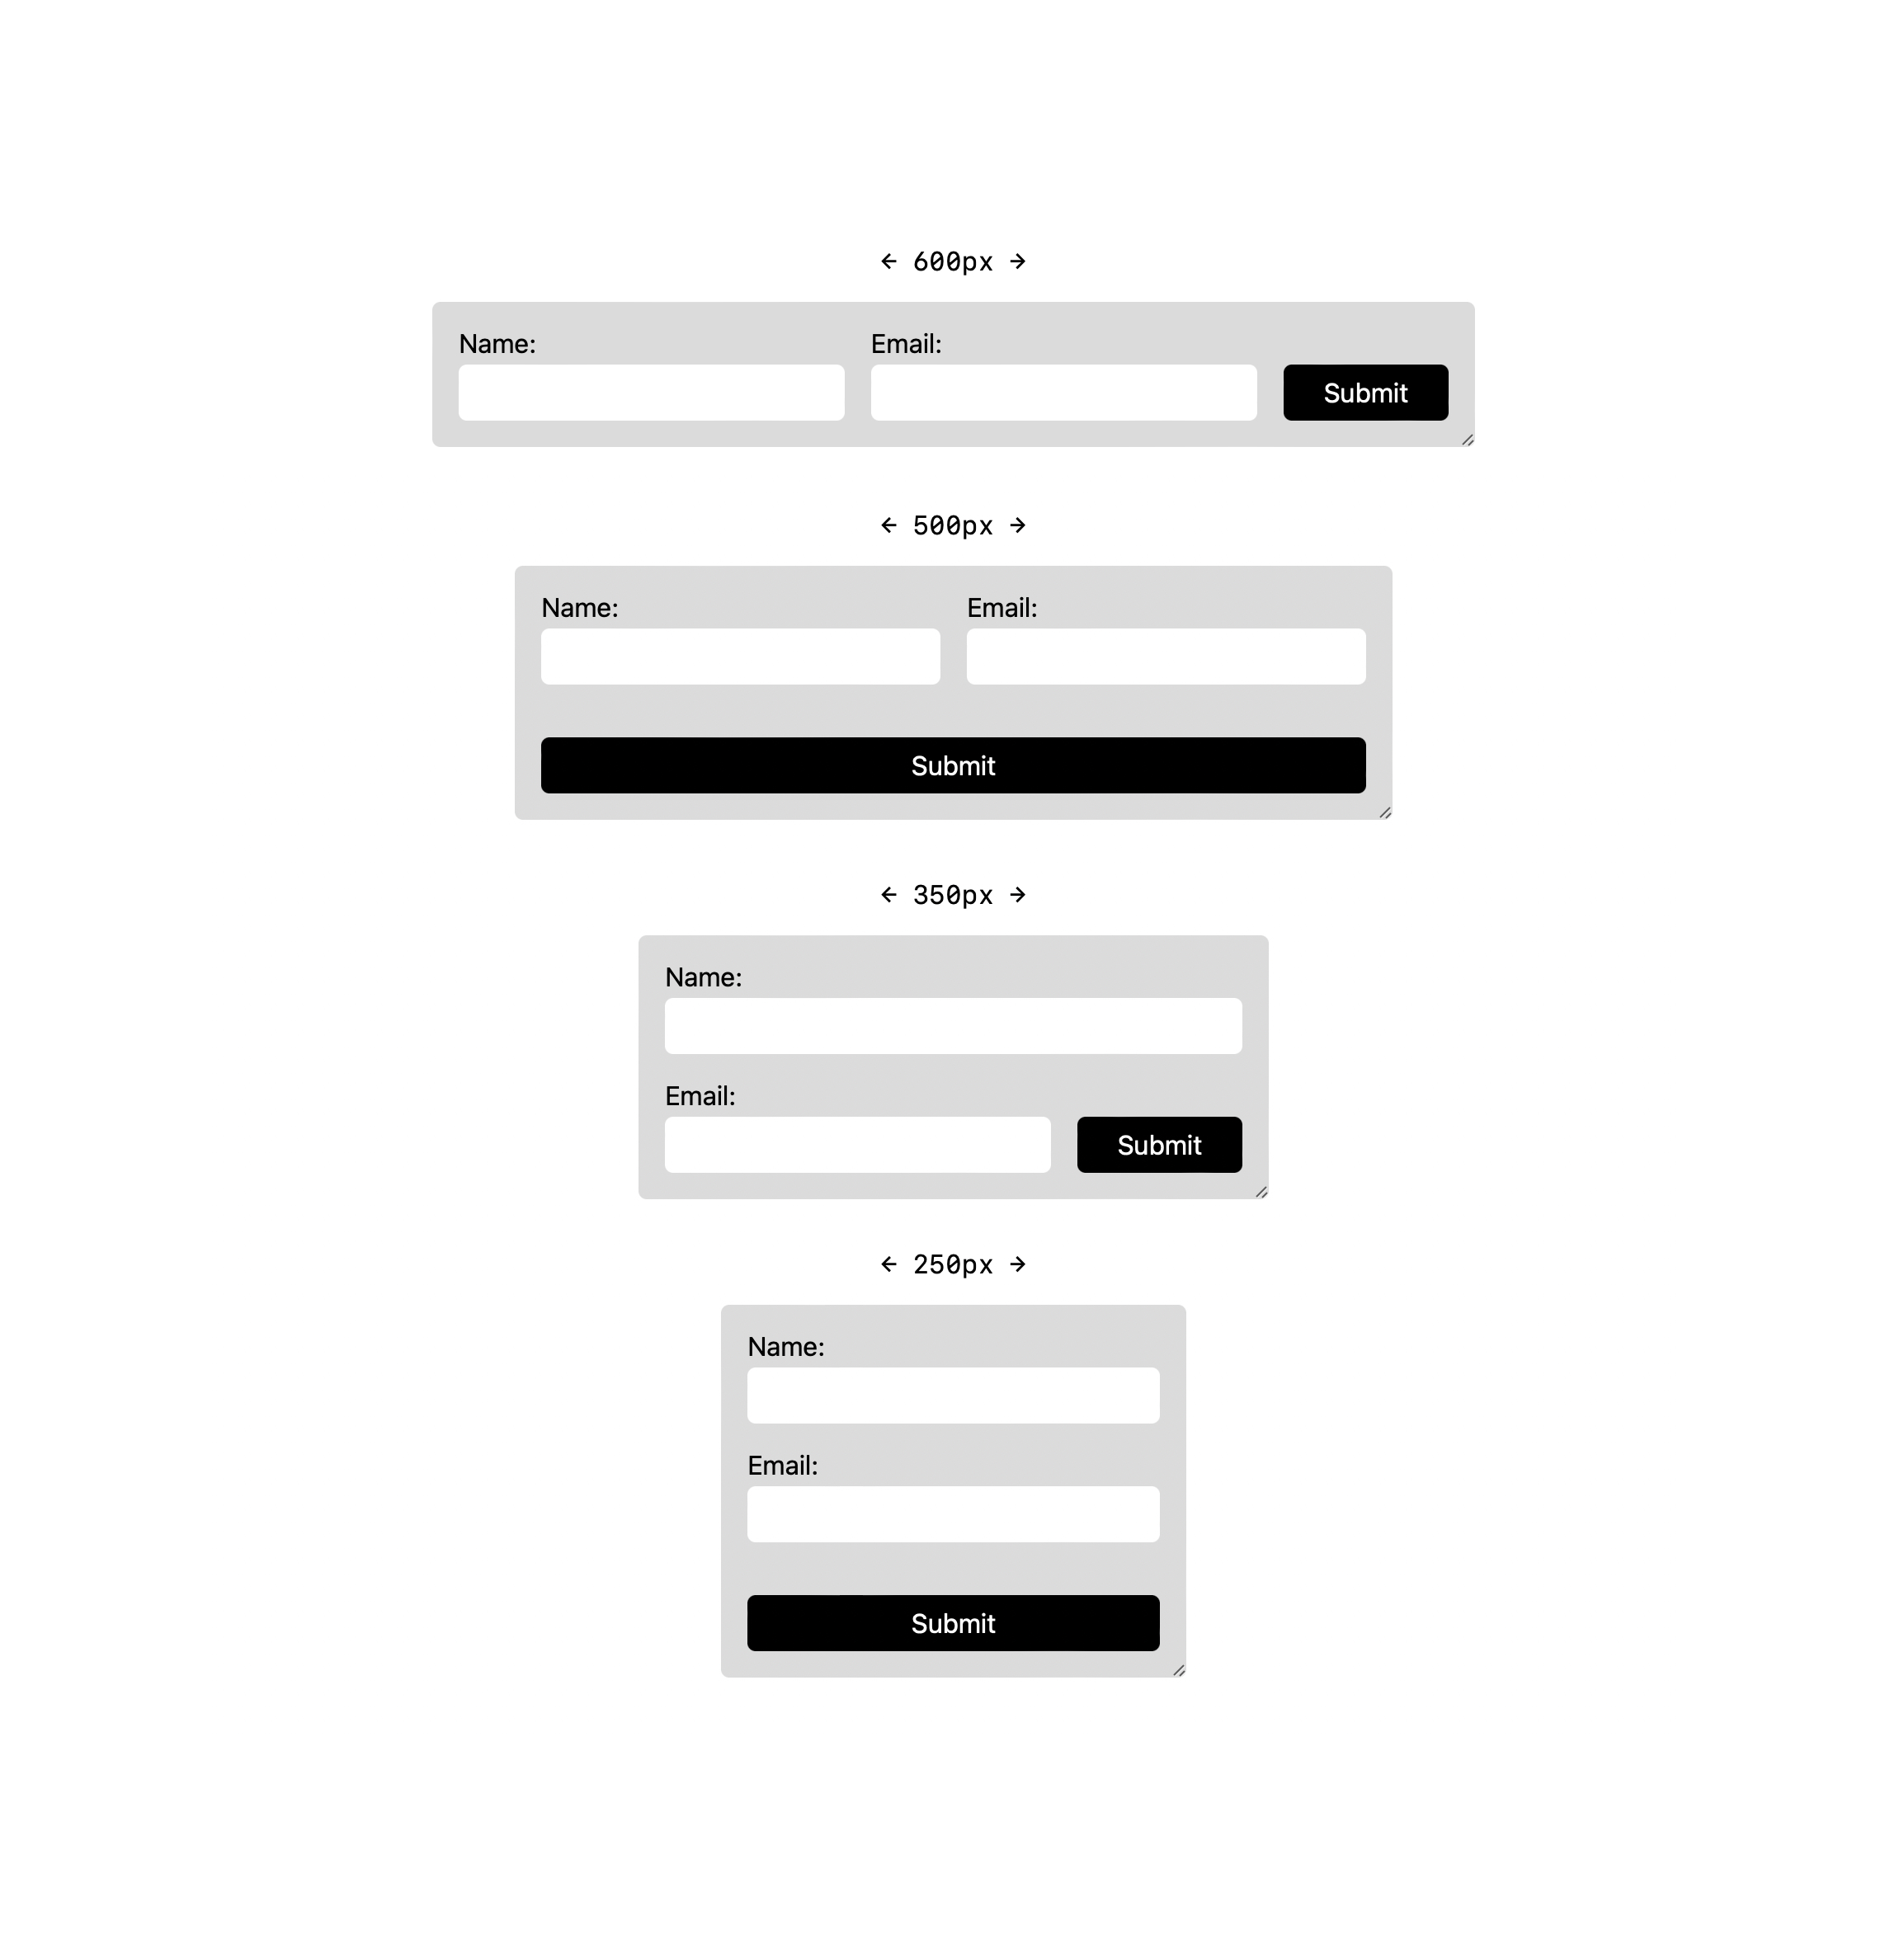 ← 600px →
Name: Email:
Submit
← 500px →
Name: Email:
Submit
← 350px →
Name:
Email:
Submit
← 250px →
Name:
Email:
Submit